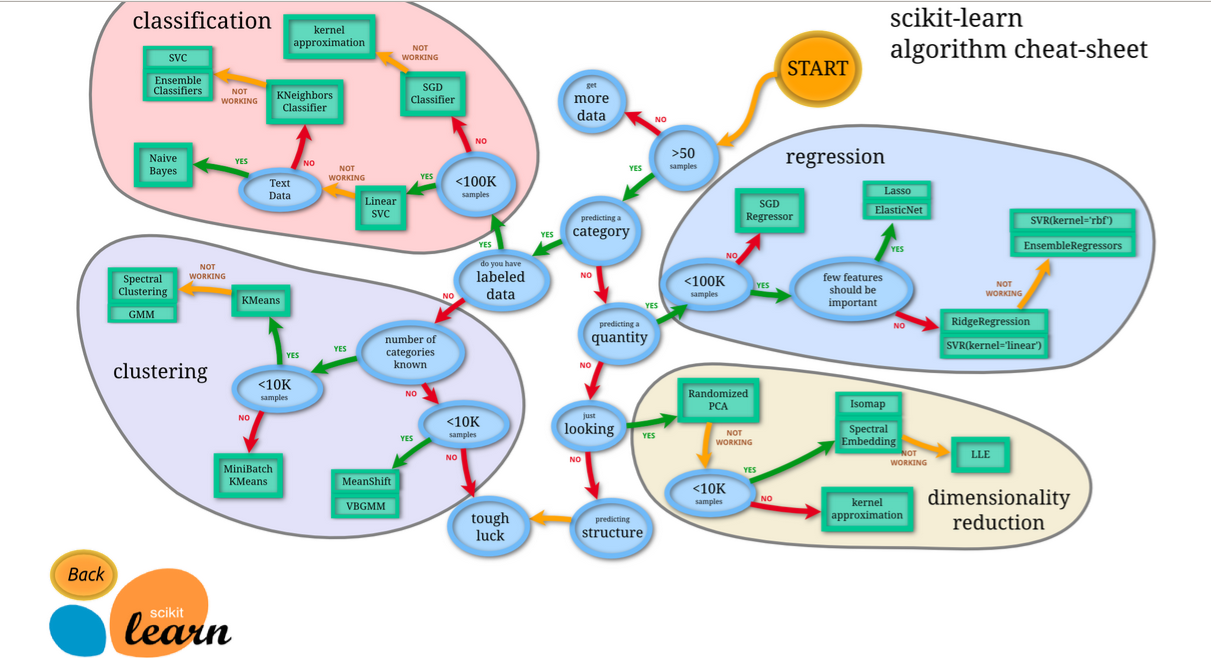 scikit-learn
algorithm cheat-sheet
START
classification
kernel
approximation
NOT
WORKING
SVC
Ensemble
Classifiers
NOT
WORKING
KNeighbors
Classifier
SGD
Classifier
NO
Naive
Bayes
YES
Text
Data
NO
NOT
WORKING
Linear
SVC
YES
<100K
samples
YES
get
more
data
NO
>50
samples
YES
predicting a
category
YES
NO
do you have
labeled
data
NO
predicting a
quantity
YES
NO
just
looking
YES
NO
predicting
structure
tough
luck
regression
SGD
Regressor
NO
<100K
samples
YES
Lasso
ElasticNet
YES
few features
should be
important
NO
SVR(kernel='rbf')
EnsembleRegressors
NOT
WORKING
RidgeRegression
SVR(kernel='linear')
clustering
Spectral
Clustering
GMM
NOT
WORKING
KMeans
YES
<10K
samples
NO
MiniBatch
KMeans
number of
categories
known
YES
NO
<10K
samples
YES
NO
MeanShift
VBGMM
dimensionality
reduction
Randomized
PCA
NOT
WORKING
<10K
samples
YES
NO
Isomap
Spectral
Embedding
NOT
WORKING
LLE
kernel
approximation
Back
scikit
learn